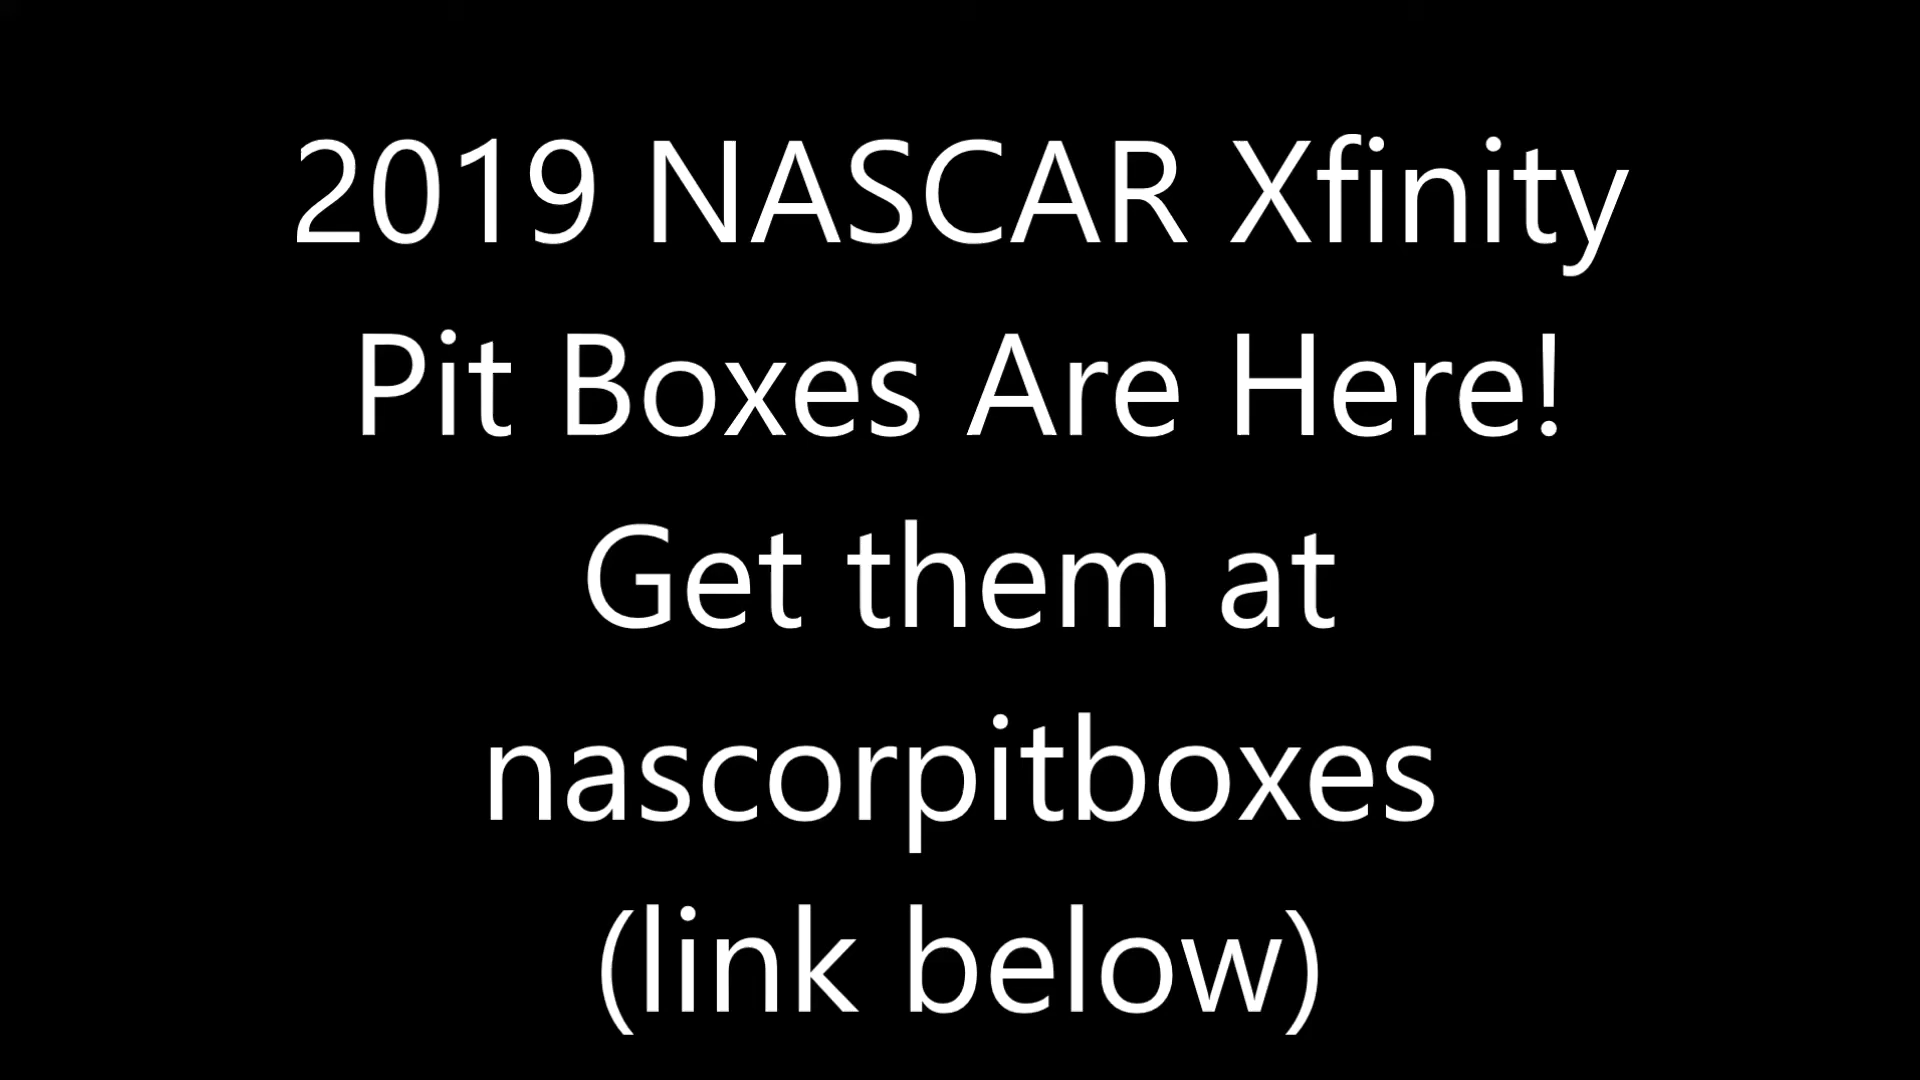 2019 NASCAR Xfinity
Pit Boxes Are Here!
Get them at
nascorpitboxes
(link below)